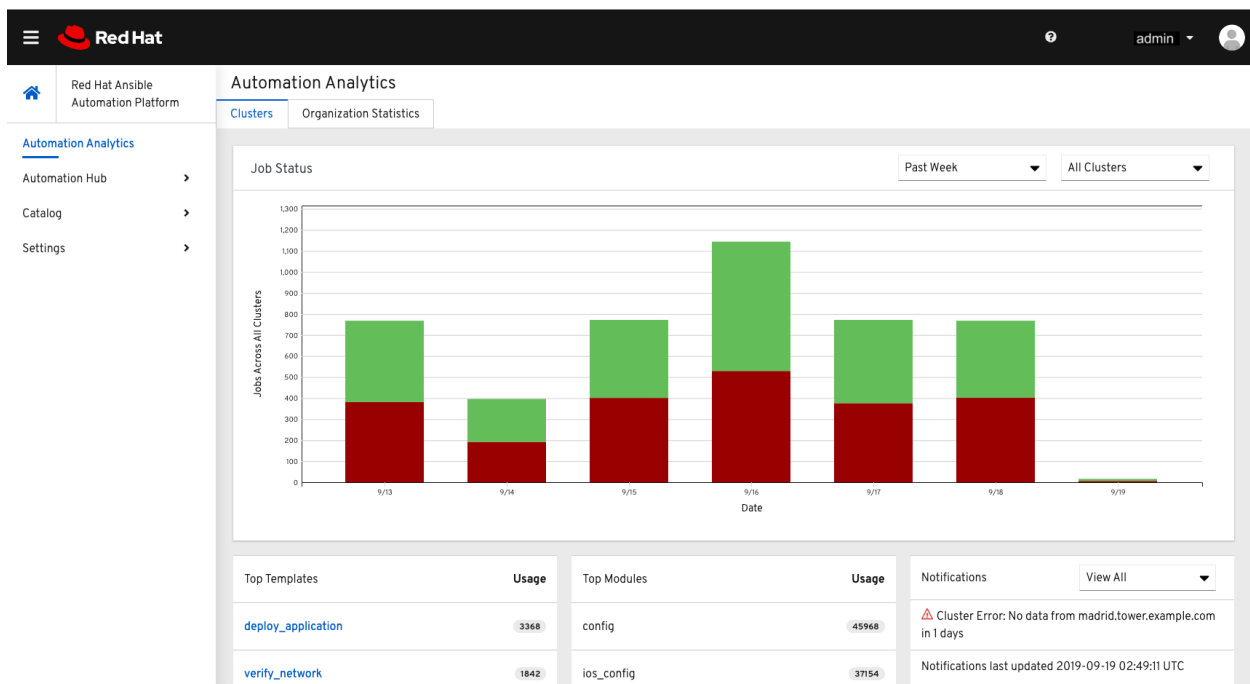 Red Hat
admin
Red Hat Ansible
Automation Platform
Automation Analytics
Automation Hub
Catalog
Settings
Automation Analytics
Clusters
Organization Statistics
Job Status
Past Week
All Clusters
Jobs Across All Clusters
1,300
1,200
1,100
1,000
900
800
700
600
500
400
300
200
100
0
9/13
9/14
9/15
9/16
9/17
9/18
9/19
Date
Top Templates
Usage
deploy_application
3368
verify_network
1842
Top Modules
Usage
config
45968
ios_config
37154
Notifications
View All
Cluster Error: No data from madrid.tower.example.com
in 1 days
Notifications last updated 2019-09-19 02:49:11 UTC